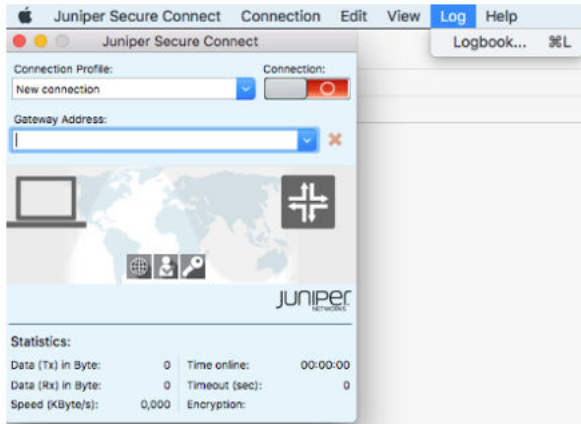 Juniper Secure Connect Connection Edit View Log Help
Logbook... ⌘L
Juniper Secure Connect
Connection Profile: Connection:
New connection
Gateway Address:
JUNIPER
NETWORKS
Statistics:
Data (Tx) in Byte: 0 Time online: 00:00:00
Data (Rx) in Byte: 0 Timeout (sec): 0
Speed (KByte/s): 0,000 Encryption: